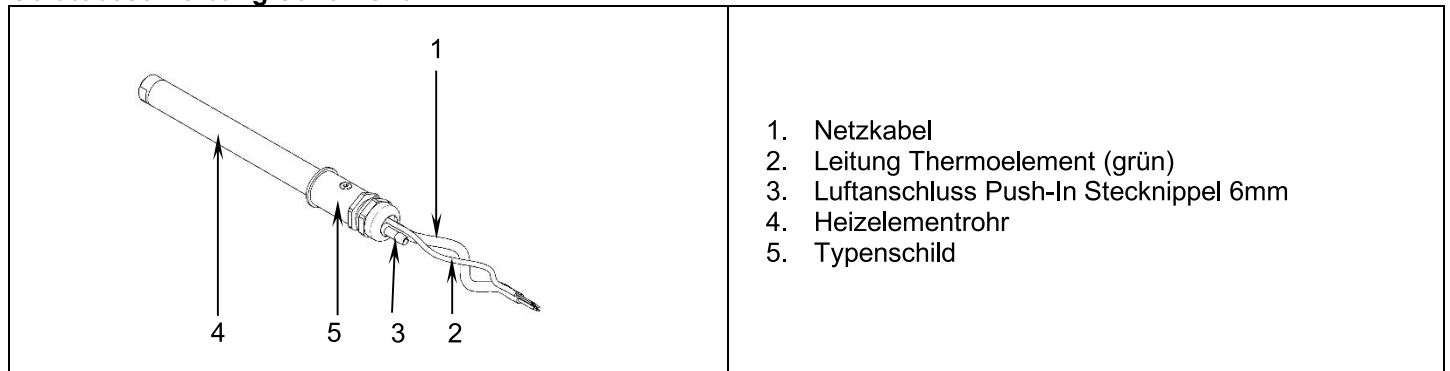 1
4
5
3
2
1. Netzkabel
2. Leitung Thermoelement (grün)
3. Luftanschluss Push-In Stecknippel 6mm
4. Heizelementrohr
5. Typenschild